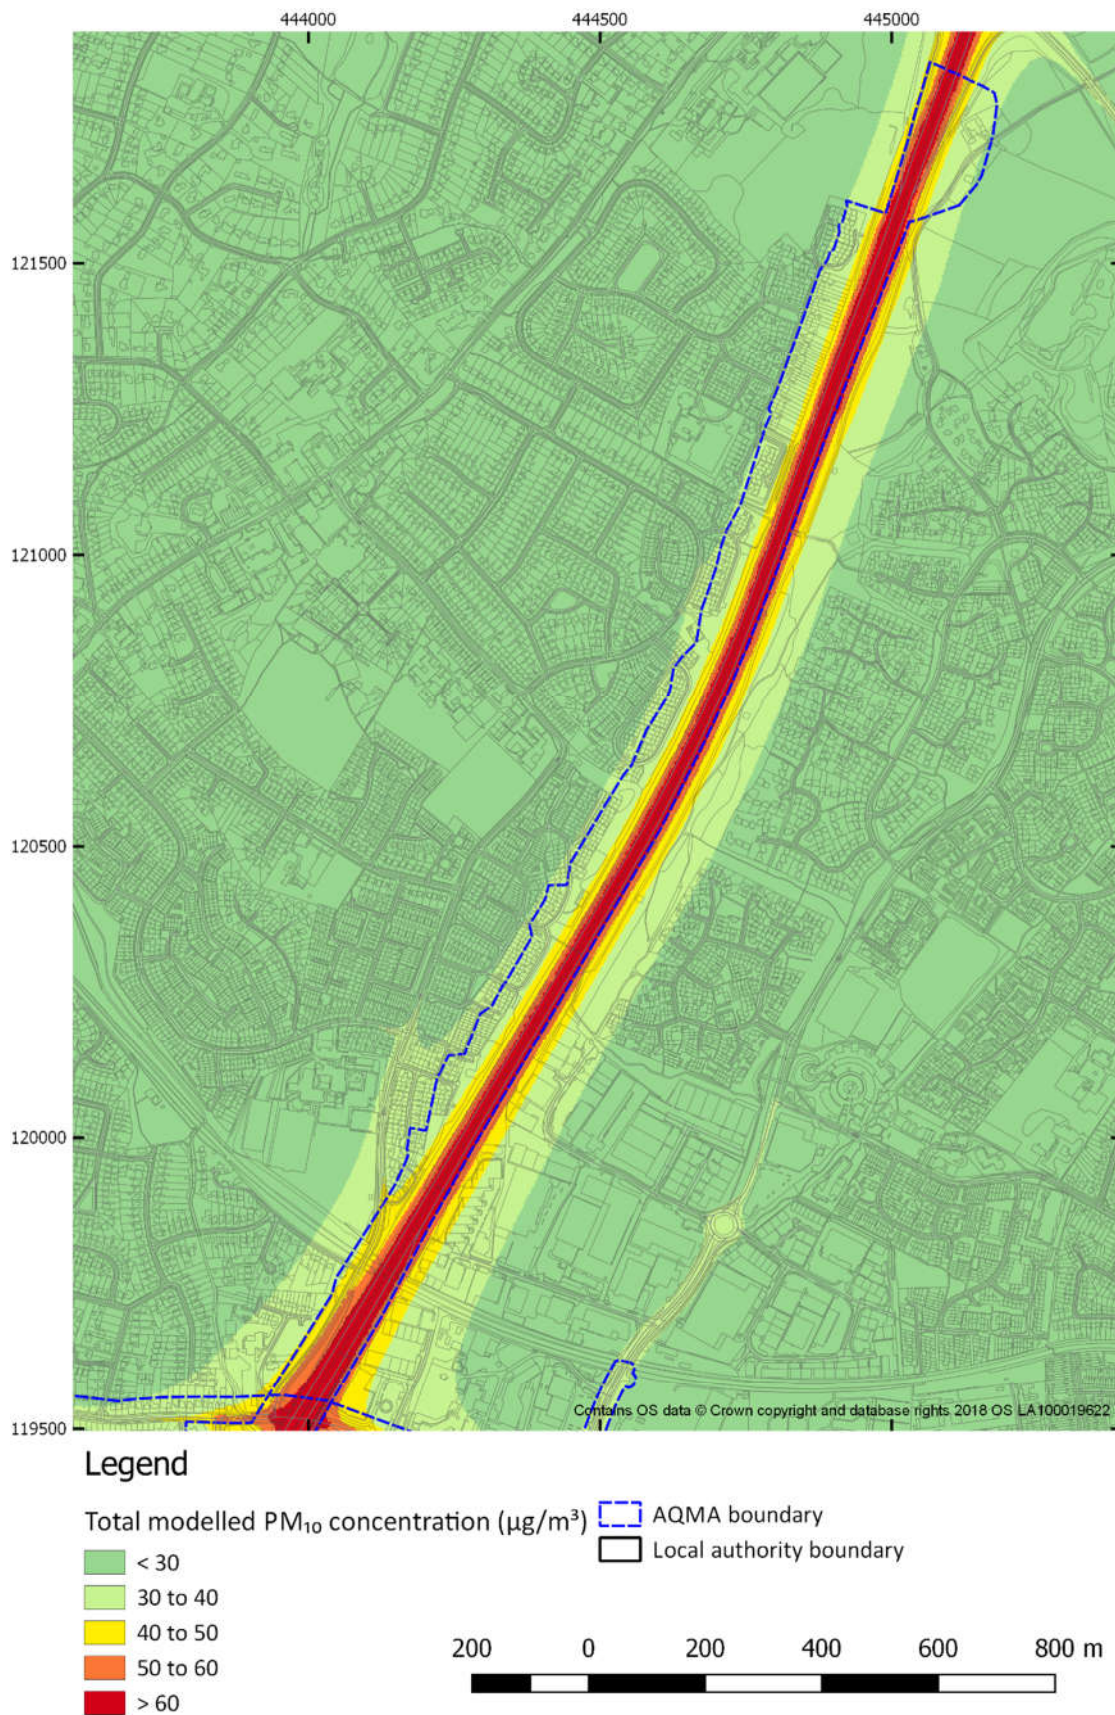 444000 444500 445000
121500
121000
120500
120000
119500
Contains OS data © Crown copyright and database rights 2018 OS LA100019622
Legend
Total modelled PM₁₀ concentration (µg/m³)
< 30
30 to 40
40 to 50
50 to 60
> 60
AQMA boundary
Local authority boundary
200 0 200 400 600 800 m